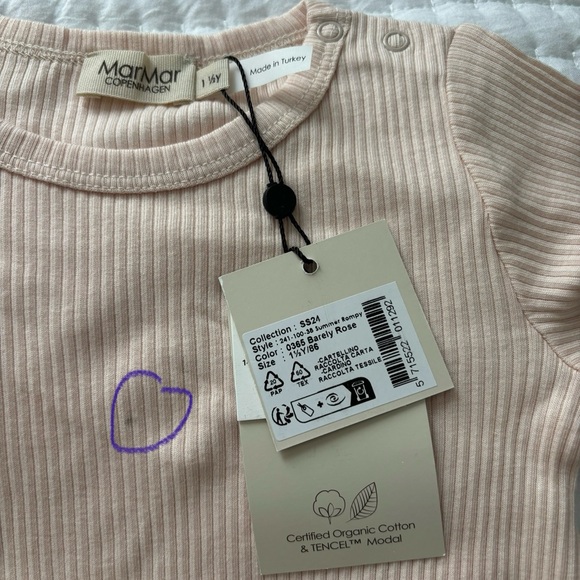 MarMar
COPENHAGEN
1 ½Y
Made in Turkey
Collection : SS24
Style : 241-100-38 Summer Rompy
Color : 0365 Barely Rose
Size : 1½Y/86
20
PAP
60
TEX
-CARTELLINO
RACCOLTA CARTA
-CARDINO
RACCOLTA TESSILE
5 715522 011292
Certified Organic Cotton
& TENCEL™ Modal